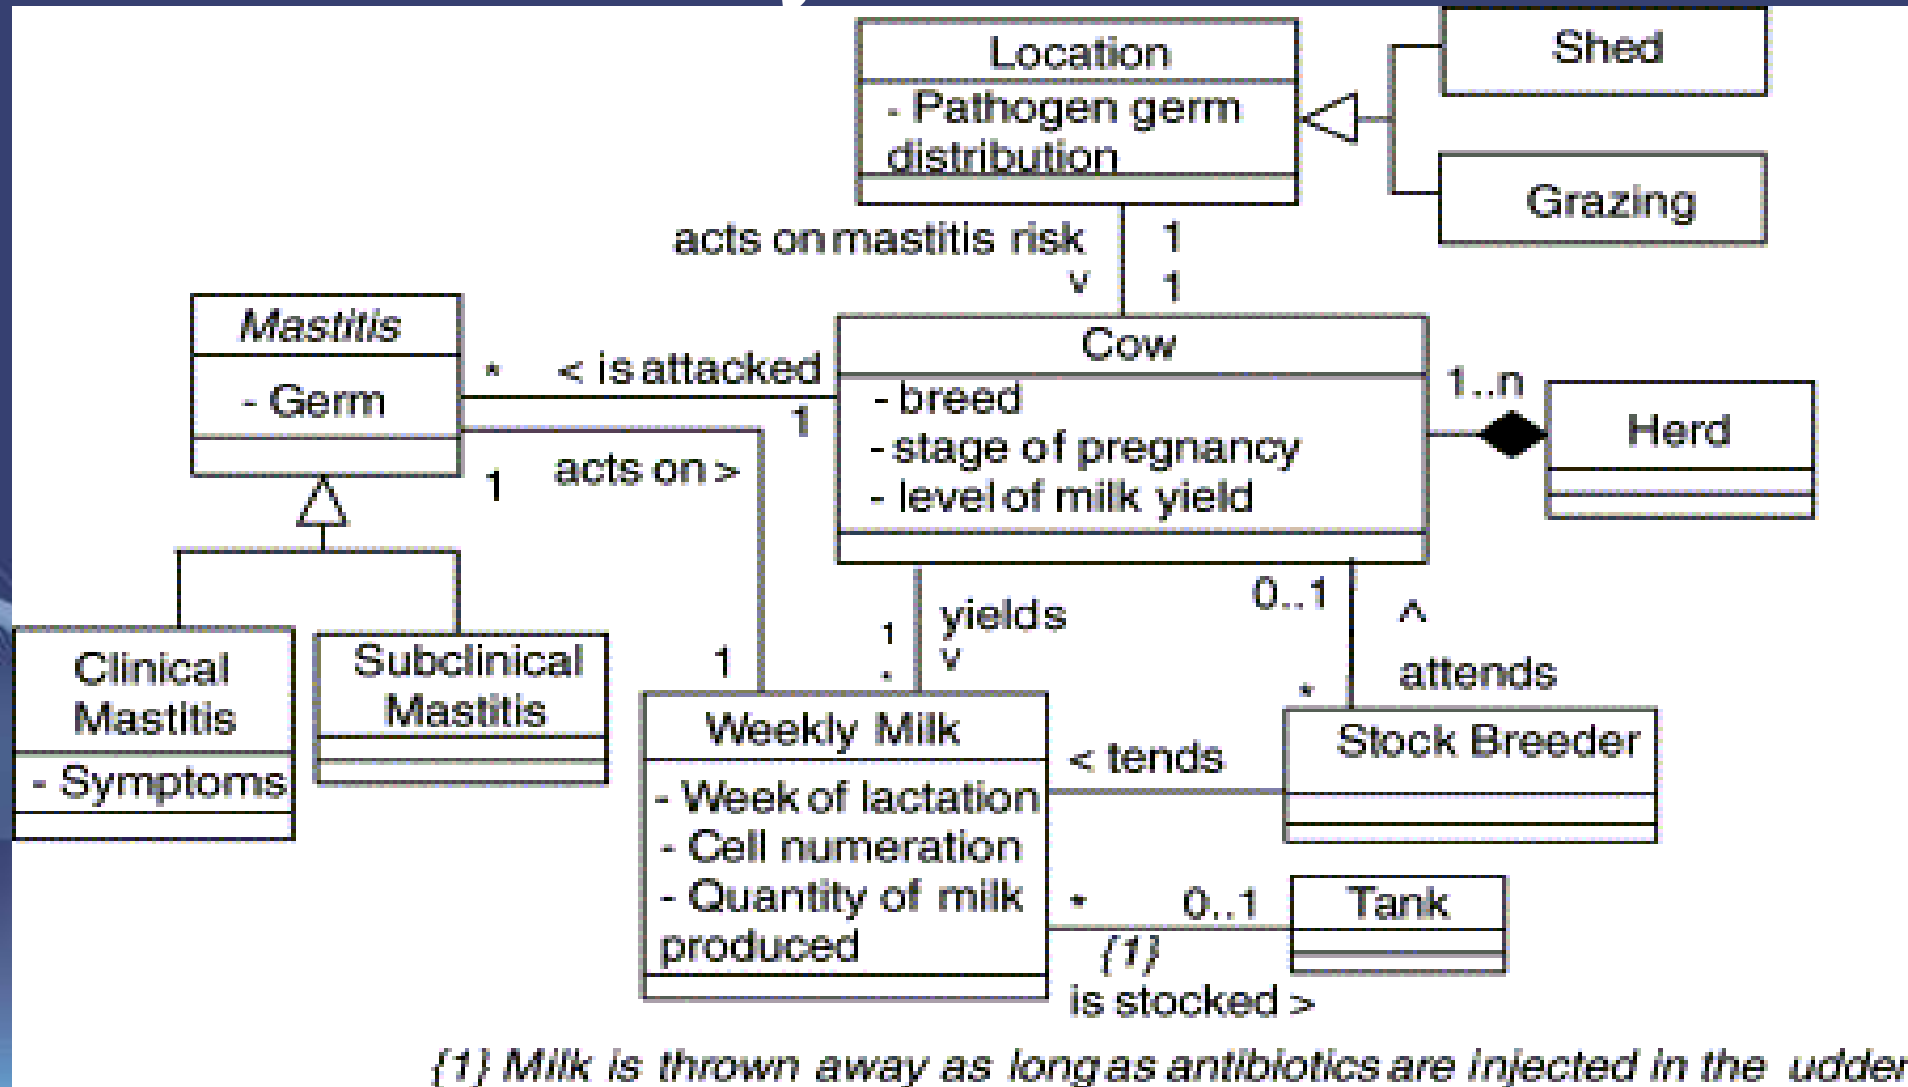 Location
- Pathogen germ
distribution
Shed
Grazing
acts on mastitis risk
v
1
1
Mastitis
- Germ
* < is attacked
1
1
acts on >
Cow
- breed
- stage of pregnancy
- level of milk yield
1..n
Herd
Clinical
Mastitis
- Symptoms
Subclinical
Mastitis
1
1
*
yields
v
0..1
^
attends
*
Weekly Milk
- Week of lactation
- Cell numeration
- Quantity of milk
produced
< tends
Stock Breeder
* 0..1
{1}
is stocked >
Tank
{1} Milk is thrown away as long as antibiotics are injected in the udder